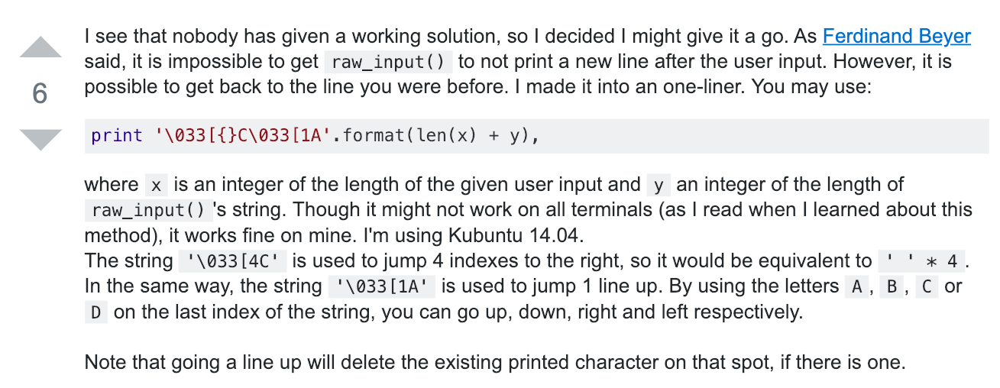 I see that nobody has given a working solution, so I decided I might give it a go. As Ferdinand Beyer
said, it is impossible to get raw_input() to not print a new line after the user input. However, it is
possible to get back to the line you were before. I made it into an one-liner. You may use:
6
print '\033[{}C\033[1A'.format(len(x) + y),
where x is an integer of the length of the given user input and y an integer of the length of
raw_input()'s string. Though it might not work on all terminals (as I read when I learned about this
method), it works fine on mine. I'm using Kubuntu 14.04.
The string '\033[4C' is used to jump 4 indexes to the right, so it would be equivalent to ' ' * 4.
In the same way, the string '\033[1A' is used to jump 1 line up. By using the letters A, B, C or
D on the last index of the string, you can go up, down, right and left respectively.
Note that going a line up will delete the existing printed character on that spot, if there is one.